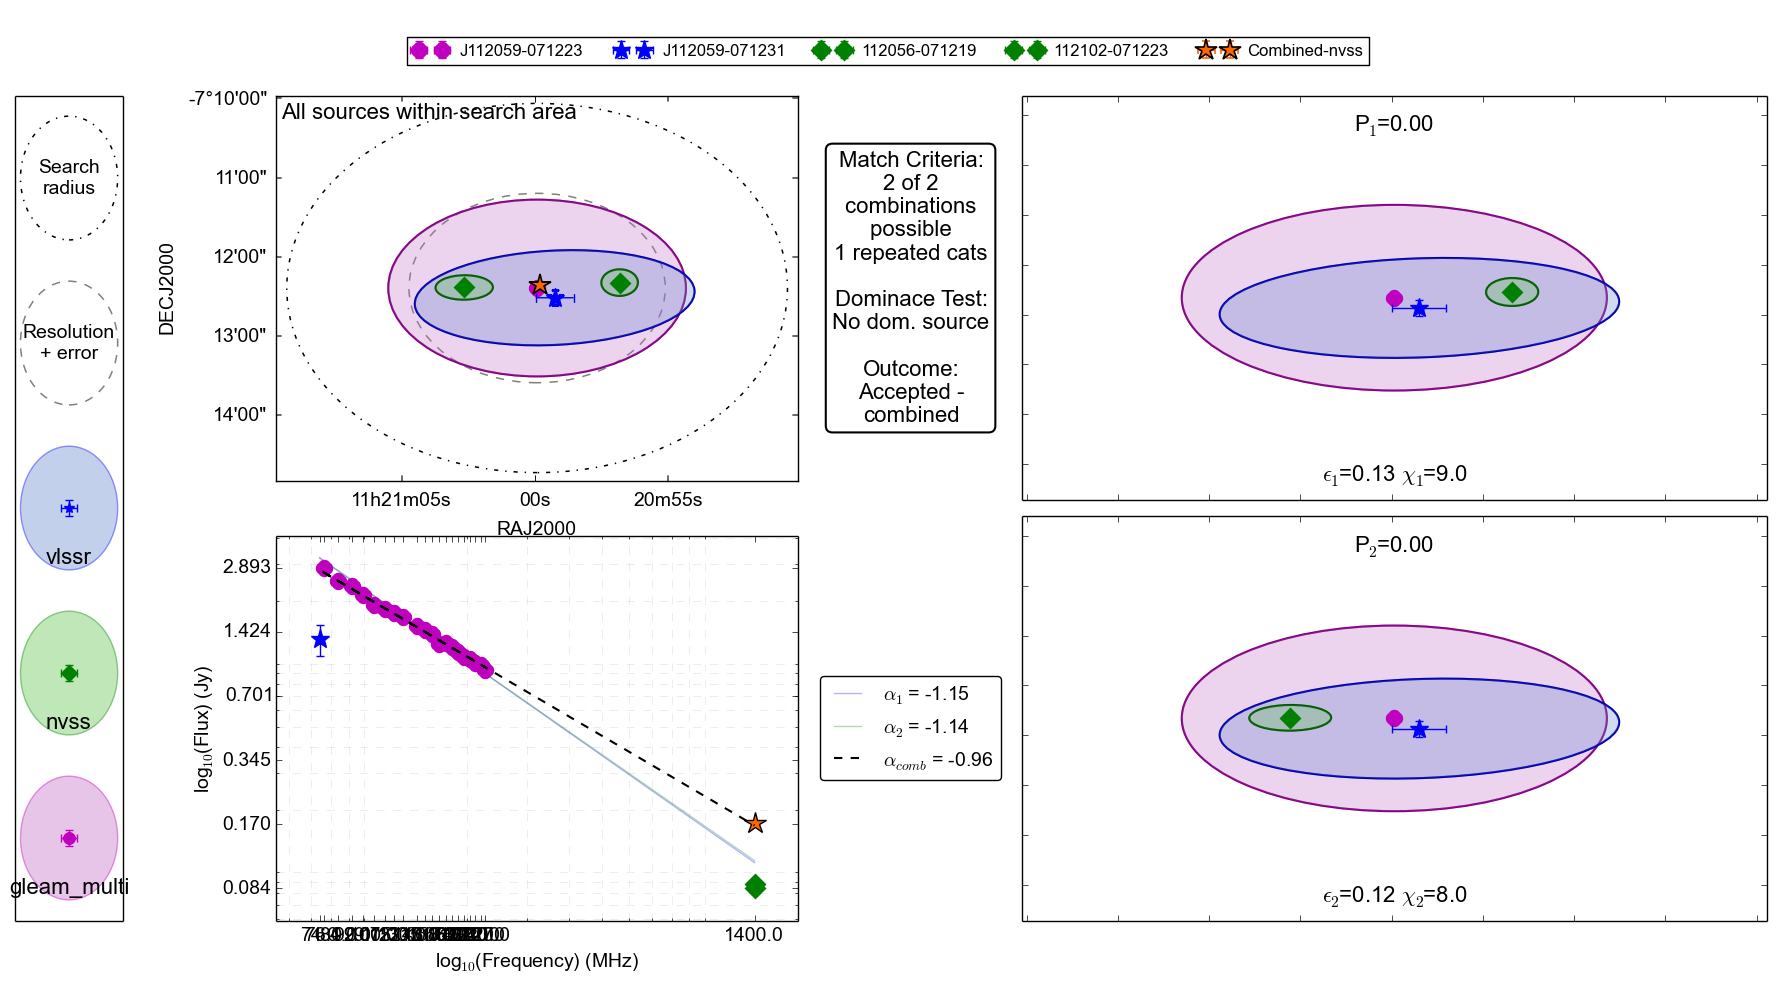 J112059-071223 J112059-071231 112056-071219 112102-071223 Combined-nvss
Search
radius
Resolution
+ error
vlssr
nvss
gleam_multi
All sources within search area
-7°10'00"
11'00"
12'00"
13'00"
14'00"
DECJ2000
11h21m05s 00s 20m55s
RAJ2000
Match Criteria:
2 of 2
combinations
possible
1 repeated cats
Dominace Test:
No dom. source
Outcome:
Accepted -
combined
P1=0.00
ϵ1=0.13 χ1=9.0
P2=0.00
ϵ2=0.12 χ2=8.0
2.893
1.424
0.701
0.345
0.170
0.084
log10(Flux) (Jy)
1400.0
log10(Frequency) (MHz)
α1 = -1.15
α2 = -1.14
αcomb = -0.96